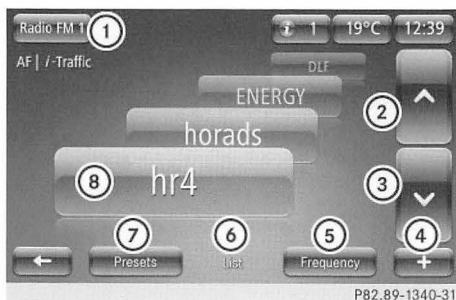 Radio FM 1 1 i 1 19°C 12:39
AF | i-Traffic
DLF
ENERGY
2
horads
8 hr4
3
7 6 5 4
Presets List Frequency +
P82.89-1340-31